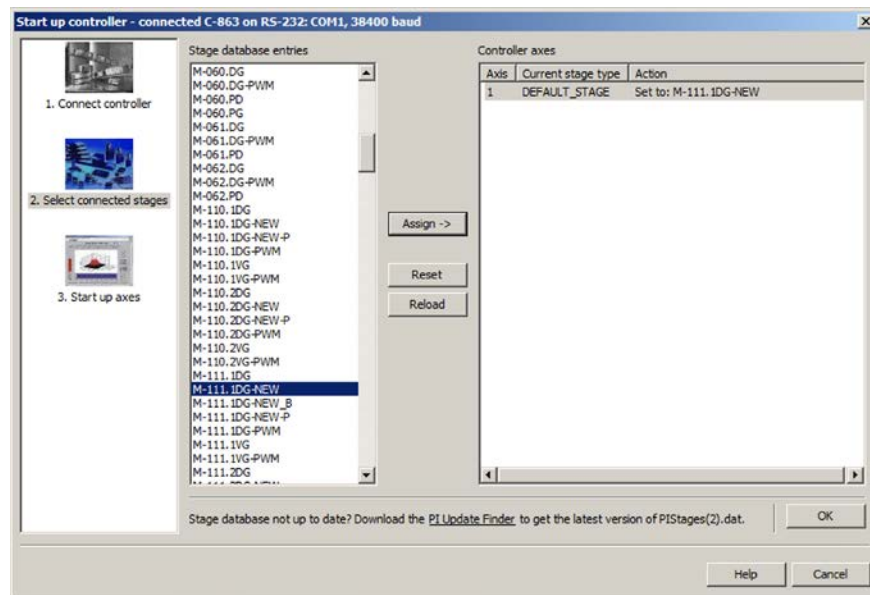 Start up controller - connected C-863 on RS-232: COM1, 38400 baud
1. Connect controller
2. Select connected stages
3. Start up axes
Stage database entries
M-060.DG
M-060.DG-PWM
M-060.PD
M-060.PG
M-061.DG
M-061.DG-PWM
M-061.PD
M-062.DG
M-062.DG-PWM
M-062.PD
M-110.1DG
M-110.1DG-NEW
M-110.1DG-NEW-P
M-110.1DG-PWM
M-110.1VG
M-110.1VG-PWM
M-110.2DG
M-110.2DG-NEW
M-110.2DG-NEW-P
M-110.2DG-PWM
M-110.2VG
M-110.2VG-PWM
M-111.1DG
M-111.1DG-NEW
M-111.1DG-NEW_B
M-111.1DG-NEW-P
M-111.1DG-PWM
M-111.1VG
M-111.1VG-PWM
M-111.2DG
Assign ->
Reset
Reload
Controller axes
Axis Current stage type Action
1 DEFAULT_STAGE Set to: M-111.1DG-NEW
Stage database not up to date? Download the PI Update Finder to get the latest version of PIStages(2).dat.
OK
Help Cancel